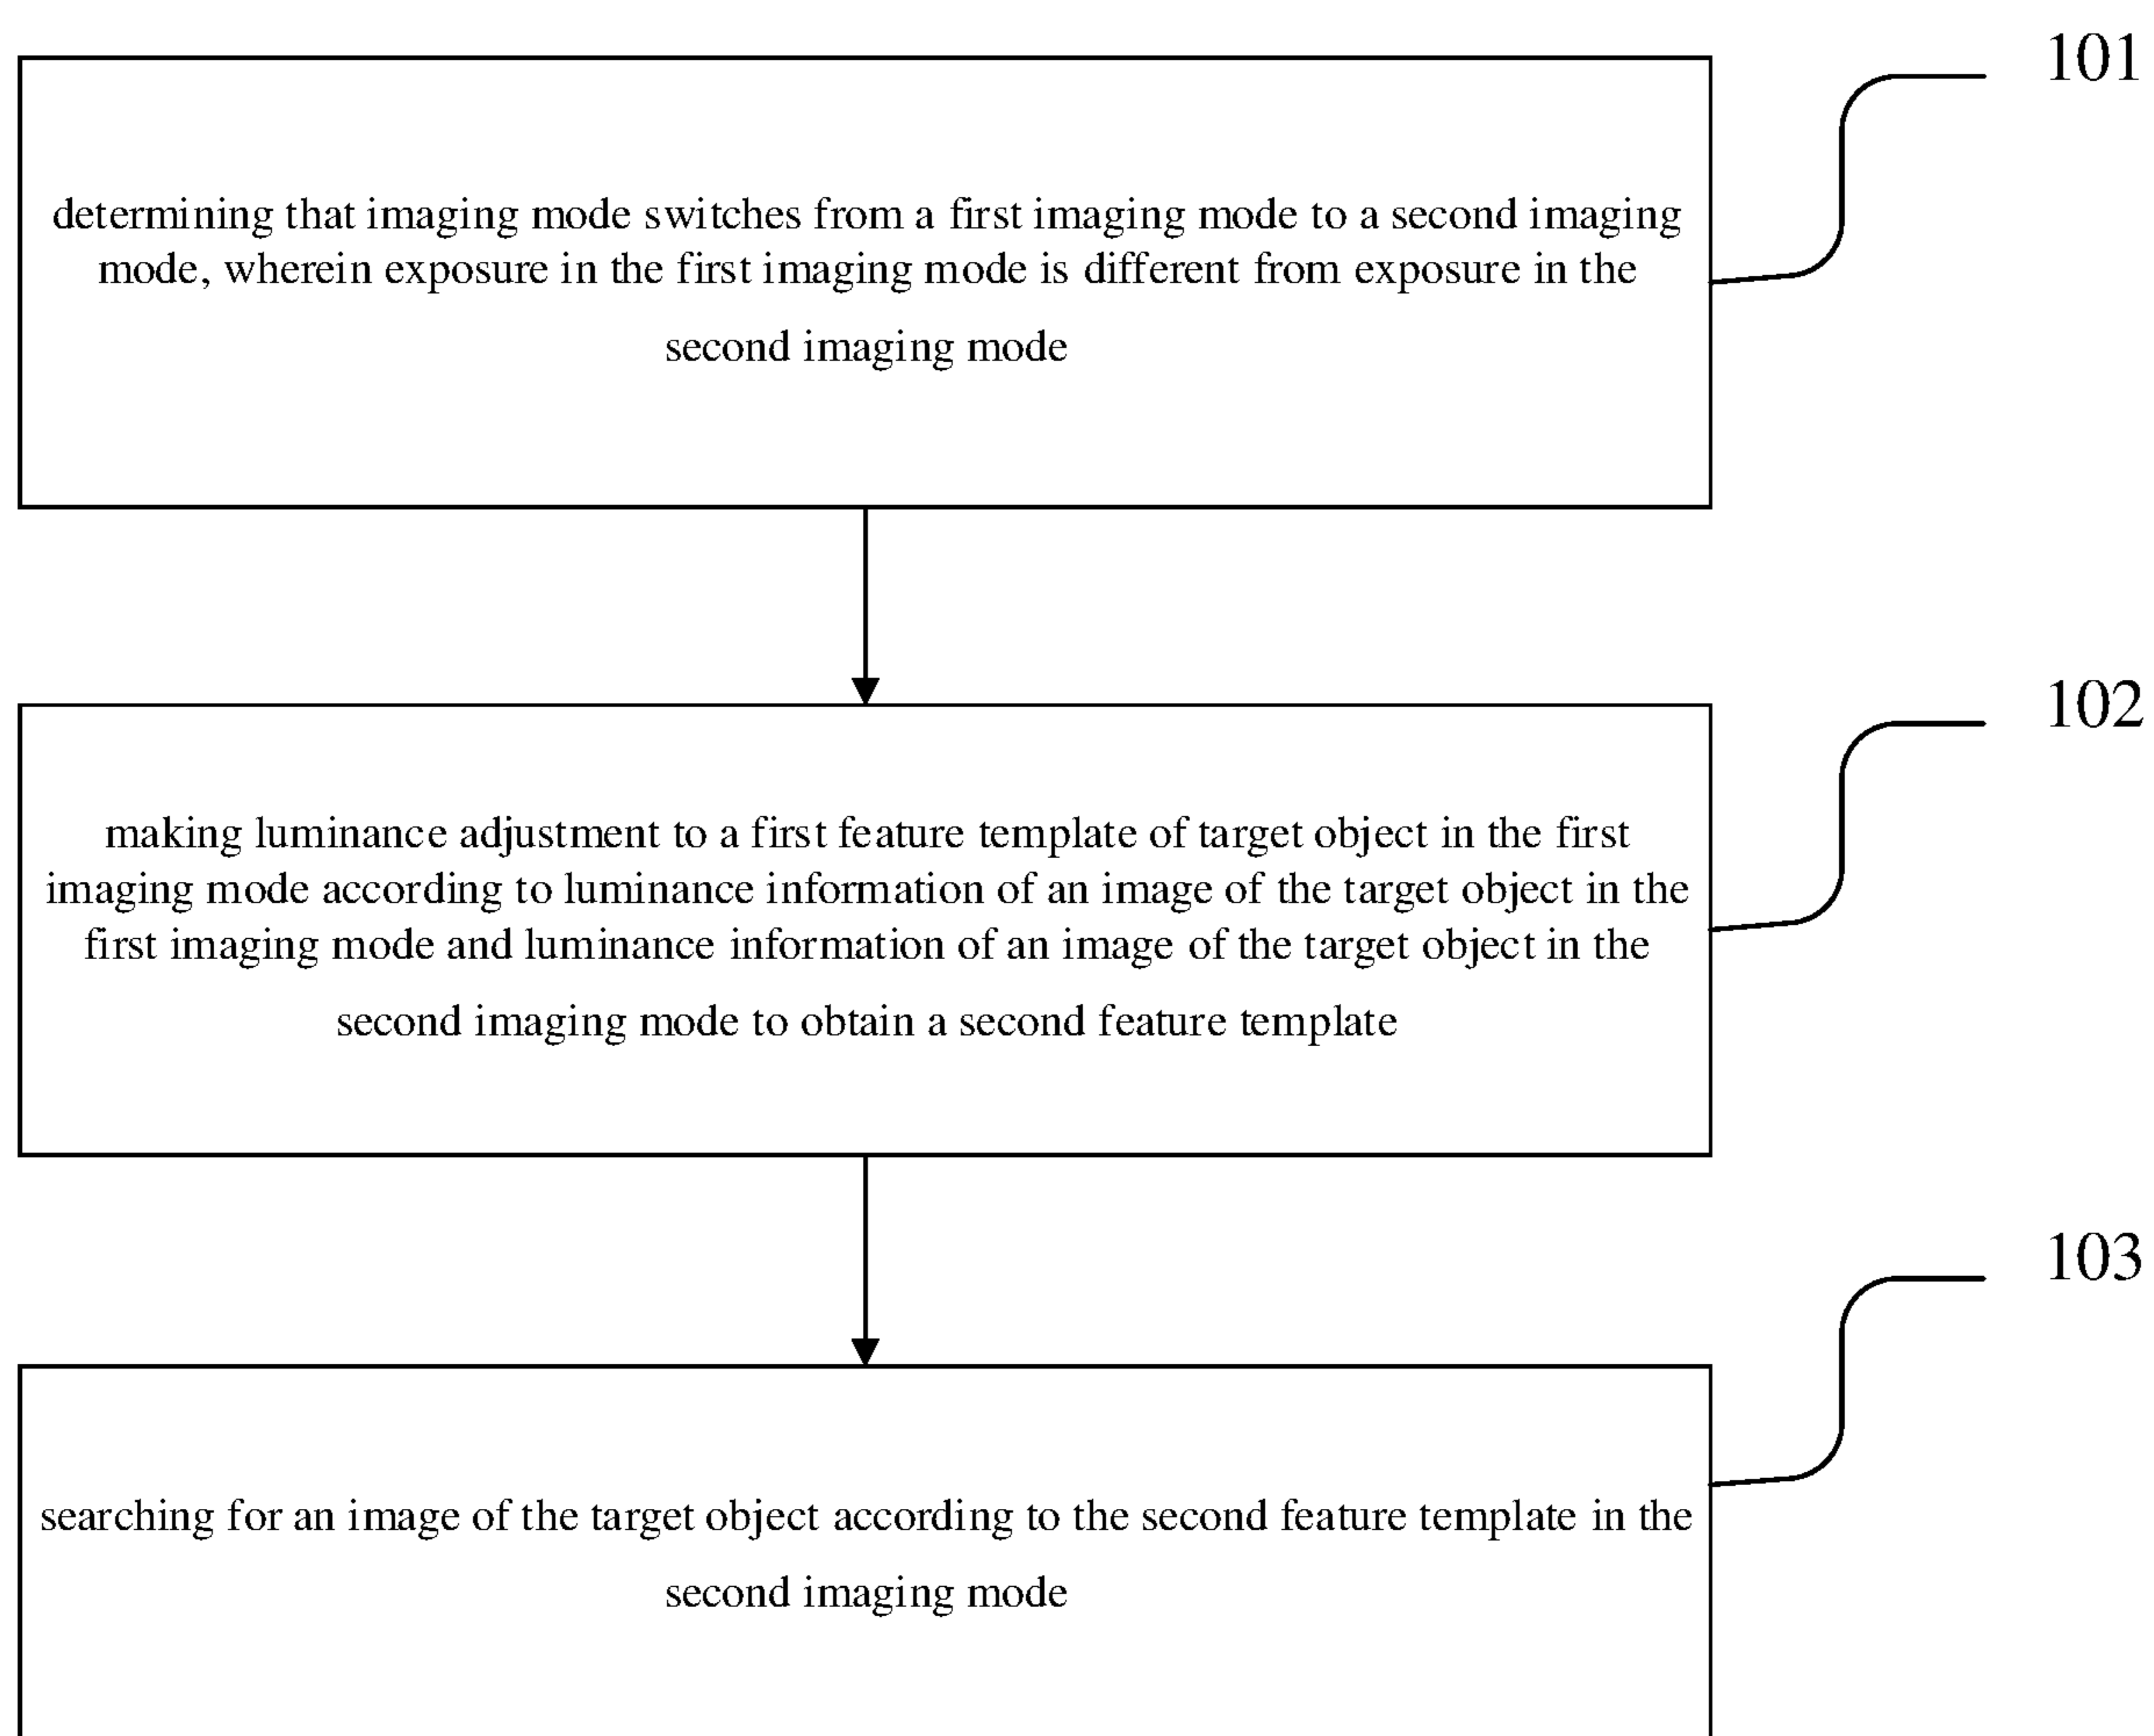 101
determining that imaging mode switches from a first imaging mode to a second imaging
mode, wherein exposure in the first imaging mode is different from exposure in the
second imaging mode
102
making luminance adjustment to a first feature template of target object in the first
imaging mode according to luminance information of an image of the target object in the
first imaging mode and luminance information of an image of the target object in the
second imaging mode to obtain a second feature template
103
searching for an image of the target object according to the second feature template in the
second imaging mode